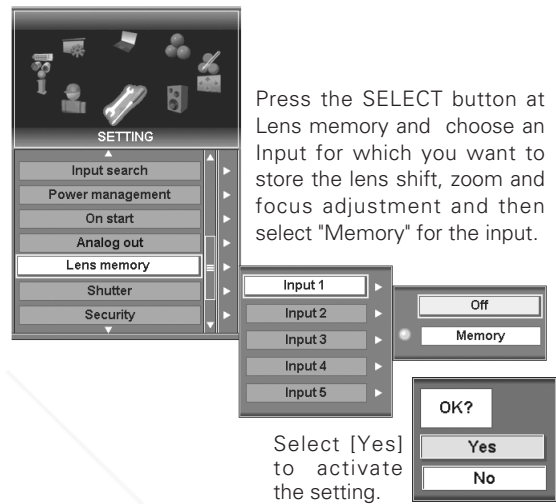 SETTING
Input search
Power management
On start
Analog out
Lens memory
Shutter
Security
Press the SELECT button at
Lens memory and choose an
Input for which you want to
store the lens shift, zoom and
focus adjustment and then
select "Memory" for the input.
Input 1
Input 2
Input 3
Input 4
Input 5
Off
Memory
OK?
Yes
No
Select [Yes]
to activate
the setting.